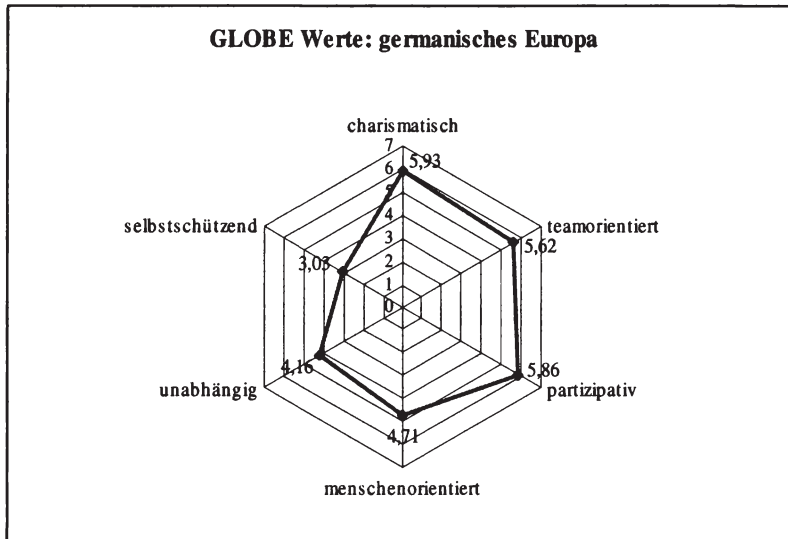 GLOBE Werte: germanisches Europa
charismatisch
7
5,93
6
5
4
3
2
1
0
selbstschützend
teamorientiert
5,62
3,03
4,16
5,86
unabhängig
partizipativ
4,71
menschenorientiert